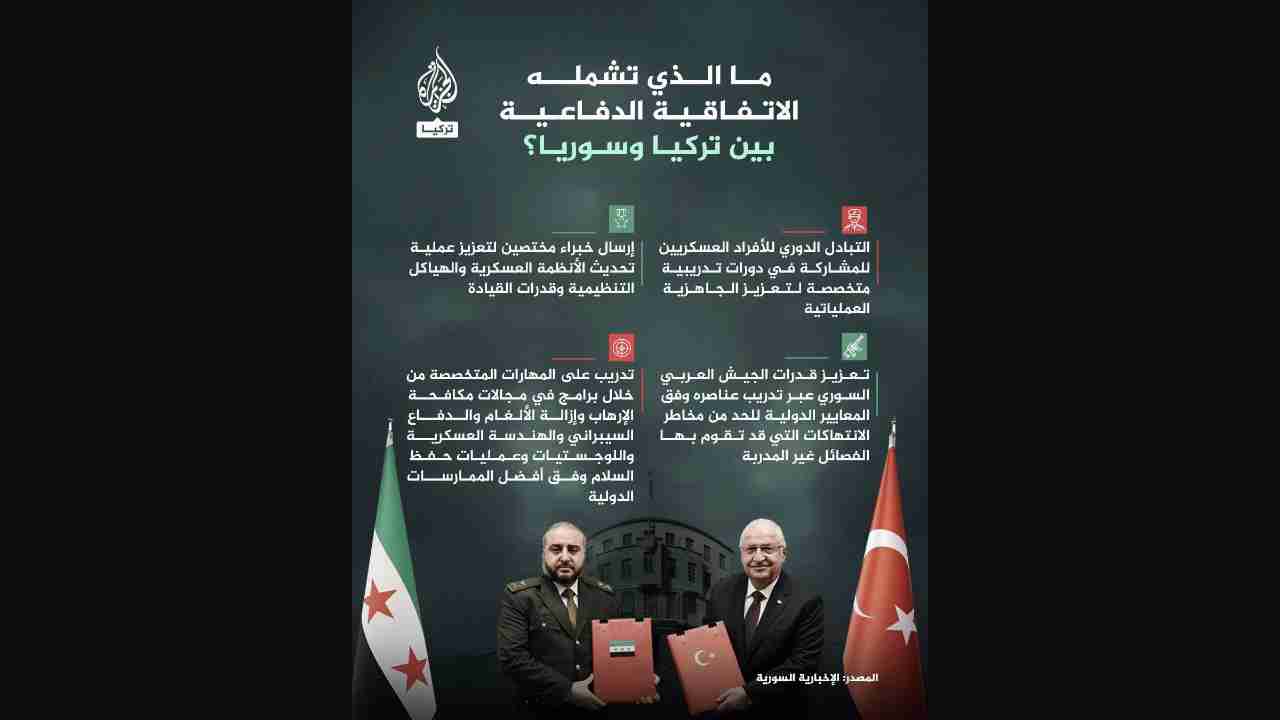 ما الذي تشمله
الاتفاقية الدفاعية
بين تركيا وسوريا؟
الجزيرة
تركيا
التبادل الدوري للأفراد العسكريين
للمشاركة في دورات تدريبية
متخصصة لتعزيز الجاهزية
العملياتية
إرسال خبراء مختصين لتعزيز عملية
تحديث الأنظمة العسكرية والهياكل
التنظيمية وقدرات القيادة
تعزيز قدرات الجيش العربي
السوري عبر تدريب عناصره وفق
المعايير الدولية للحد من مخاطر
الانتهاكات التي قد تقوم بها
الفصائل غير المدربة
تدريب على المهارات المتخصصة من
خلال برامج في مجالات مكافحة
الإرهاب وإزالة الألغام والدفاع
السيبراني والهندسة العسكرية
واللوجستيات وعمليات حفظ
السلام وفق أفضل الممارسات
الدولية
المصدر: الإخبارية السورية